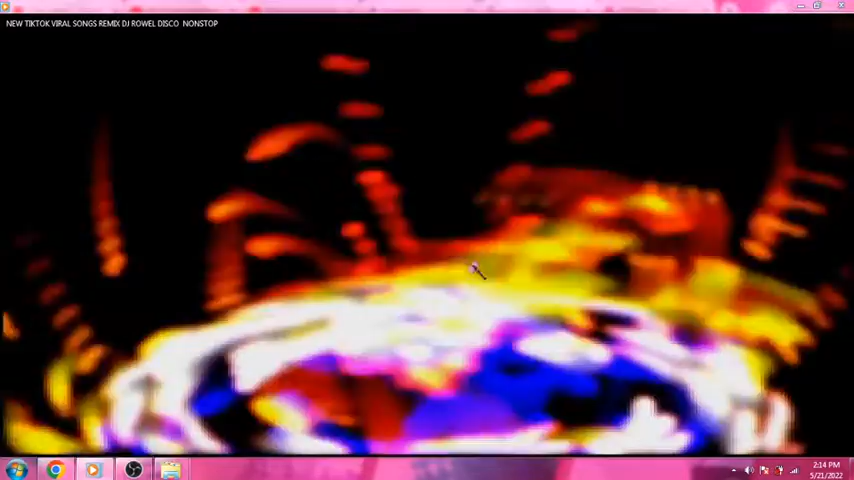 NEW TIKTOK VIRAL SONGS REMIX DJ ROWEL DISCO  NONSTOP
2:14 PM
5/21/2022